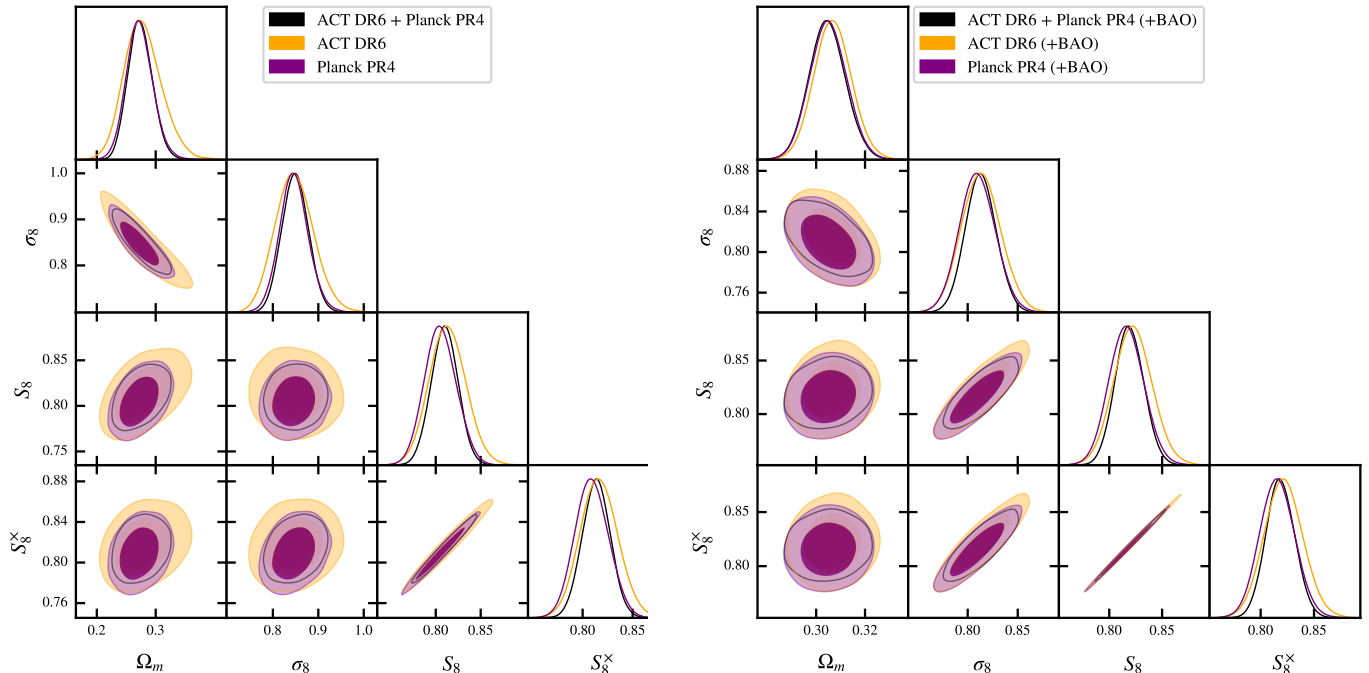 ACT DR6 + Planck PR4
ACT DR6
Planck PR4
1.0
0.9
0.8
σ₈
0.85
0.80
0.75
S₈
0.88
0.84
0.80
0.76
S₈^×
0.2 0.3
0.8 0.9 1.0
0.80 0.85
0.80 0.85
Ωₘ σ₈ S₈ S₈^×
ACT DR6 + Planck PR4 (+BAO)
ACT DR6 (+BAO)
Planck PR4 (+BAO)
0.88
0.84
0.80
0.76
σ₈
0.85
0.80
S₈
0.85
0.80
S₈^×
0.30 0.32
0.80 0.85
0.80 0.85
0.80 0.85
Ωₘ σ₈ S₈ S₈^×